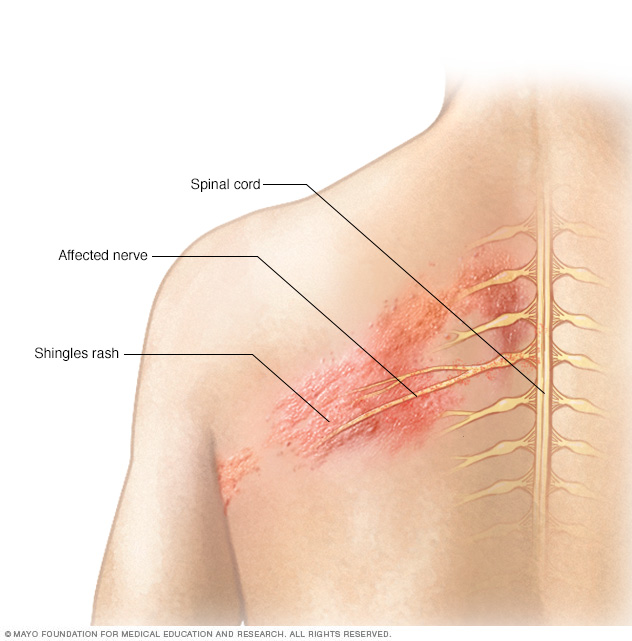 Spinal cord
Affected nerve
Shingles rash
© MAYO FOUNDATION FOR MEDICAL EDUCATION AND RESEARCH. ALL RIGHTS RESERVED.